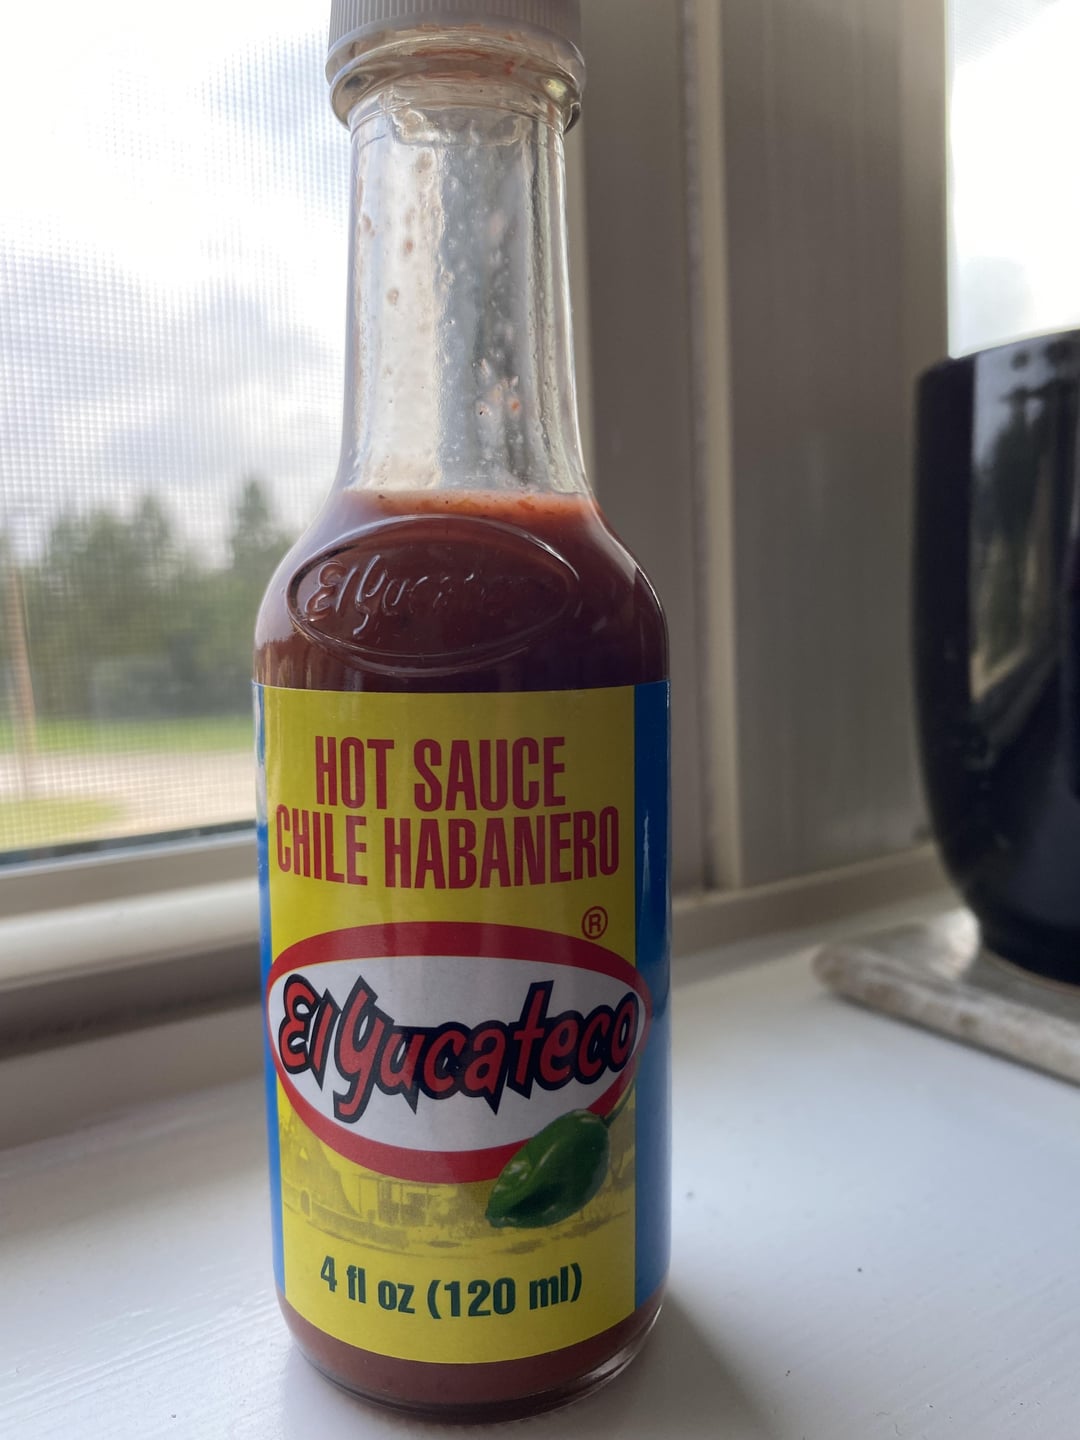 El Yucateco
HOT SAUCE
CHILE HABANERO
®
El Yucateco
4 fl oz (120 ml)